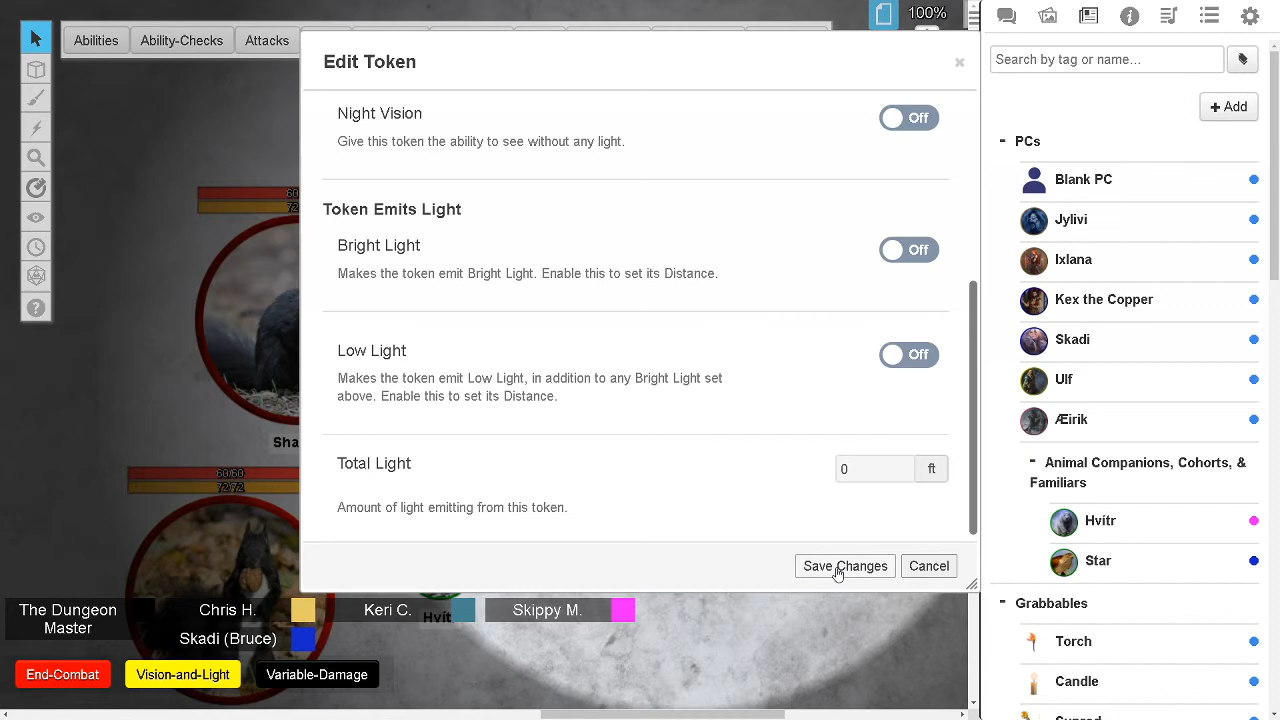 Abilities
Ability-Checks
Attacks
100%
Edit Token
×
Night Vision
Off
Give this token the ability to see without any light.
Token Emits Light
Bright Light
Off
Makes the token emit Bright Light. Enable this to set its Distance.
Low Light
Off
Makes the token emit Low Light, in addition to any Bright Light set
above. Enable this to set its Distance.
Total Light
0
ft
Amount of light emitting from this token.
Save Changes
Cancel
60
72
Sha
60/60
72/72
Hvít
The Dungeon
Master
Chris H.
Keri C.
Skippy M.
Skadi (Bruce)
End-Combat
Vision-and-Light
Variable-Damage
Search by tag or name...
+ Add
- PCs
Blank PC
Jylivi
Ixlana
Kex the Copper
Skadi
Ulf
Æirik
- Animal Companions, Cohorts, &
Familiars
Hvítr
Star
- Grabbables
Torch
Candle